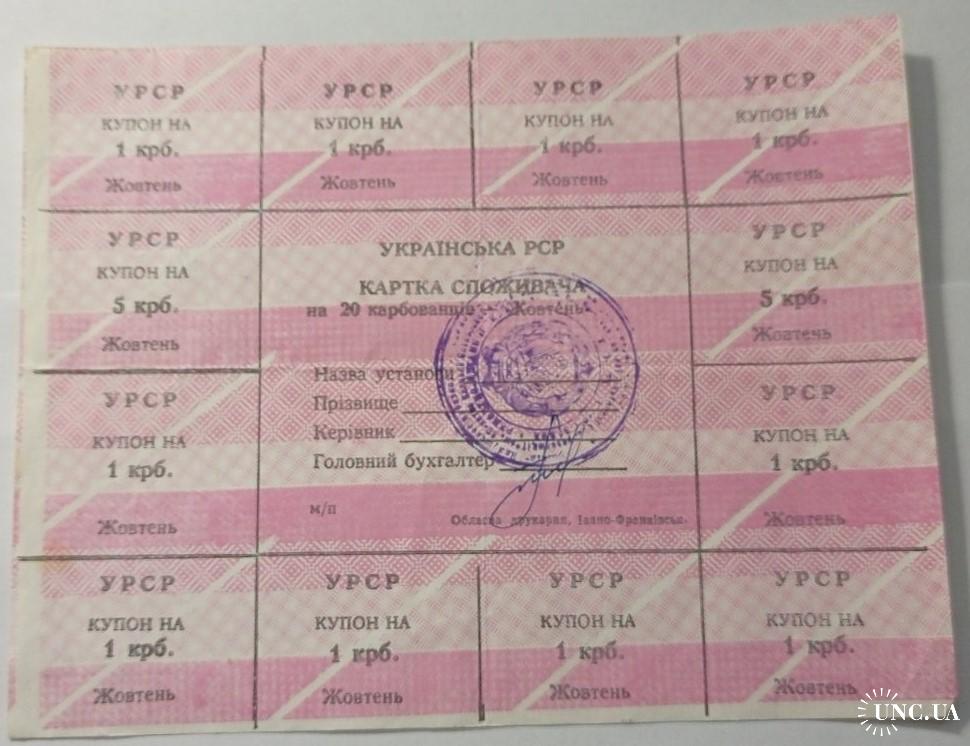 УРСР
КУПОН НА
1 крб.
Жовтень
УРСР
КУПОН НА
1 крб.
Жовтень
УРСР
КУПОН НА
1 крб.
Жовтень
УРСР
КУПОН НА
1 крб.
Жовтень
УРСР
КУПОН НА
5 крб.
Жовтень
УКРАЇНСЬКА РСР
КАРТКА СПОЖИВАЧА
на 20 карбованців — Жовтень
Назва установи
Прізвище
Керівник
Головний бухгалтер
м/п
Обласна друкарня, Івано-Франківськ.
УРСР
КУПОН НА
5 крб.
Жовтень
УРСР
КУПОН НА
1 крб.
Жовтень
УРСР
КУПОН НА
1 крб.
Жовтень
УРСР
КУПОН НА
1 крб.
Жовтень
УРСР
КУПОН НА
1 крб.
Жовтень
УРСР
КУПОН НА
1 крб.
Жовтень
УРСР
КУПОН НА
1 крб.
Жовтень
UNC.UA